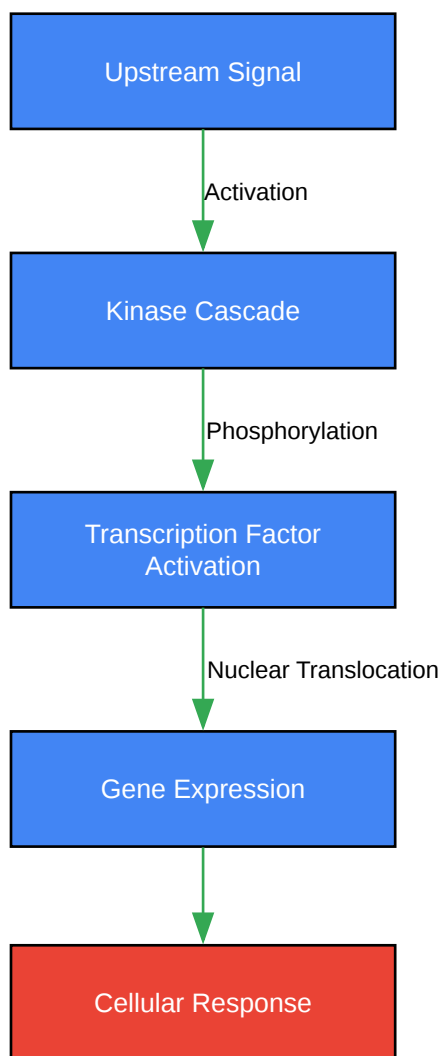 Upstream Signal
Activation
Kinase Cascade
Phosphorylation
Transcription Factor
Activation
Nuclear Translocation
Gene Expression
Cellular Response